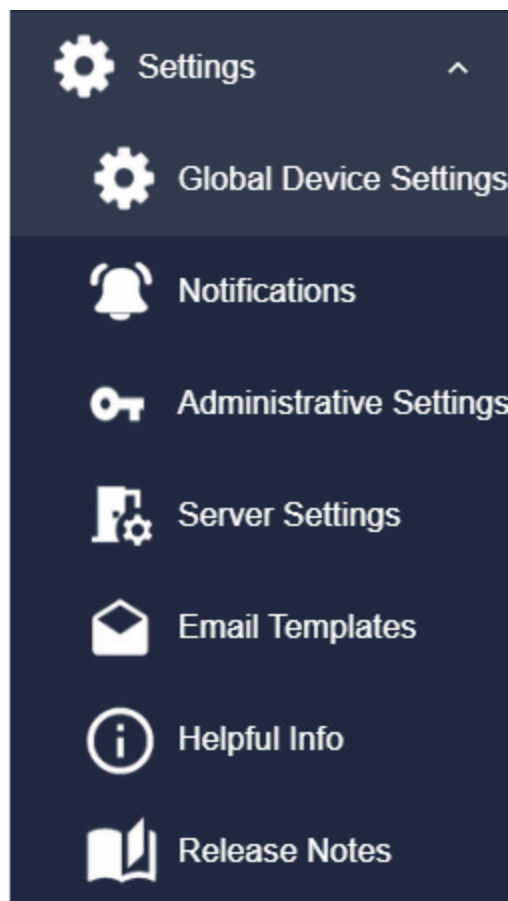 Settings
Global Device Settings
Notifications
Administrative Settings
Server Settings
Email Templates
Helpful Info
Release Notes